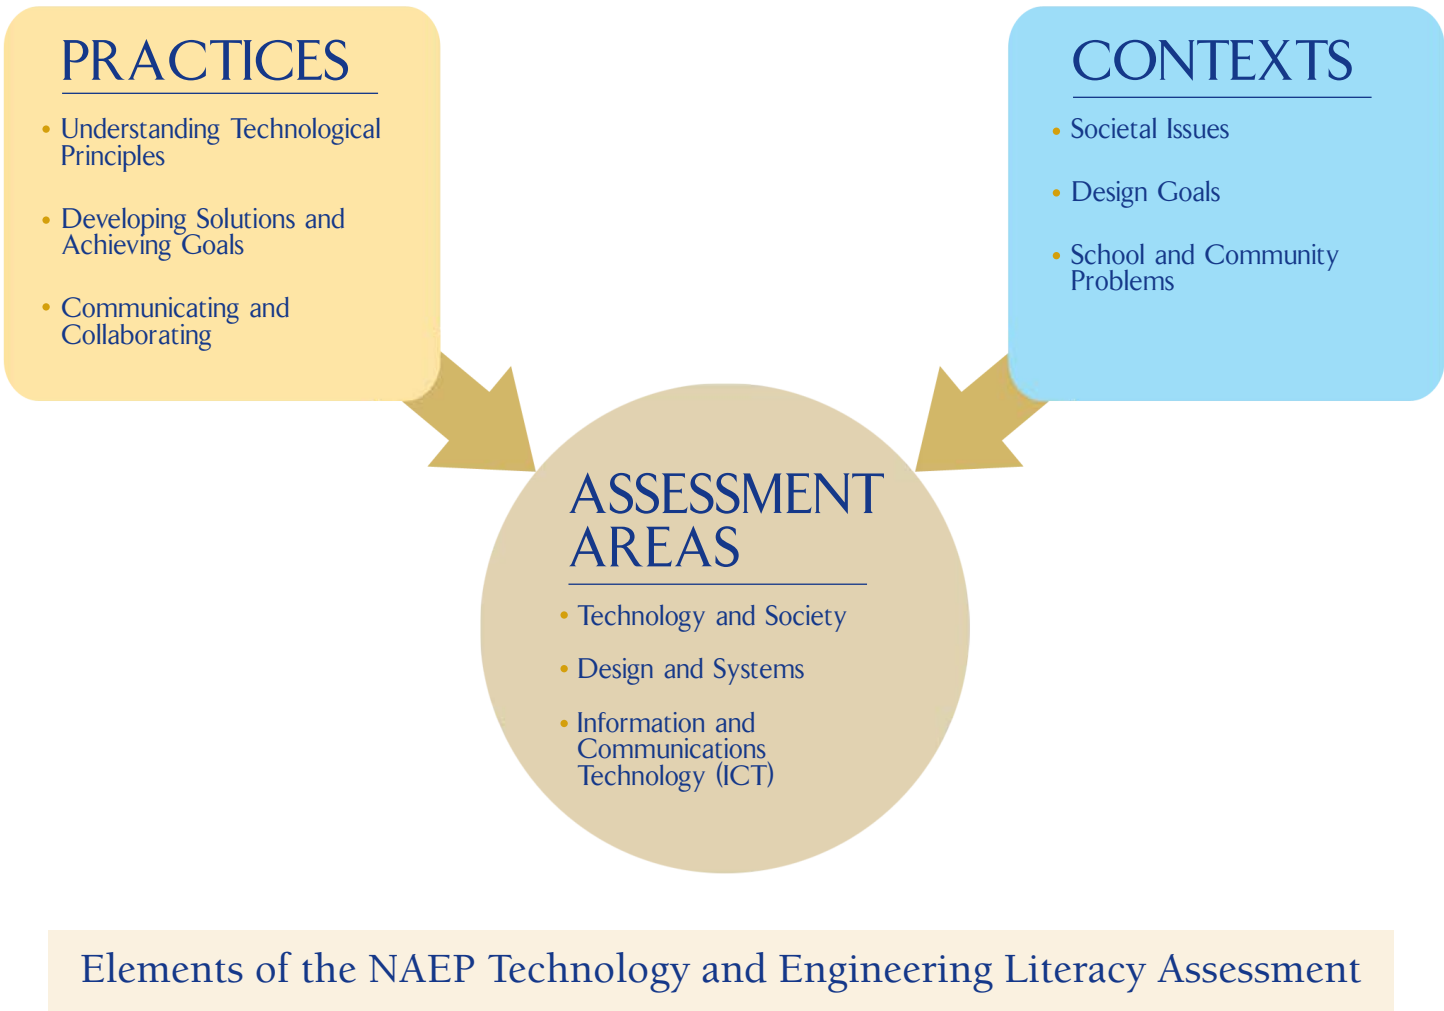 PRACTICES
• Understanding Technological
Principles
• Developing Solutions and
Achieving Goals
• Communicating and
Collaborating
CONTEXTS
• Societal Issues
• Design Goals
• School and Community
Problems
ASSESSMENT
AREAS
• Technology and Society
• Design and Systems
• Information and
Communications
Technology (ICT)
Elements of the NAEP Technology and Engineering Literacy Assessment